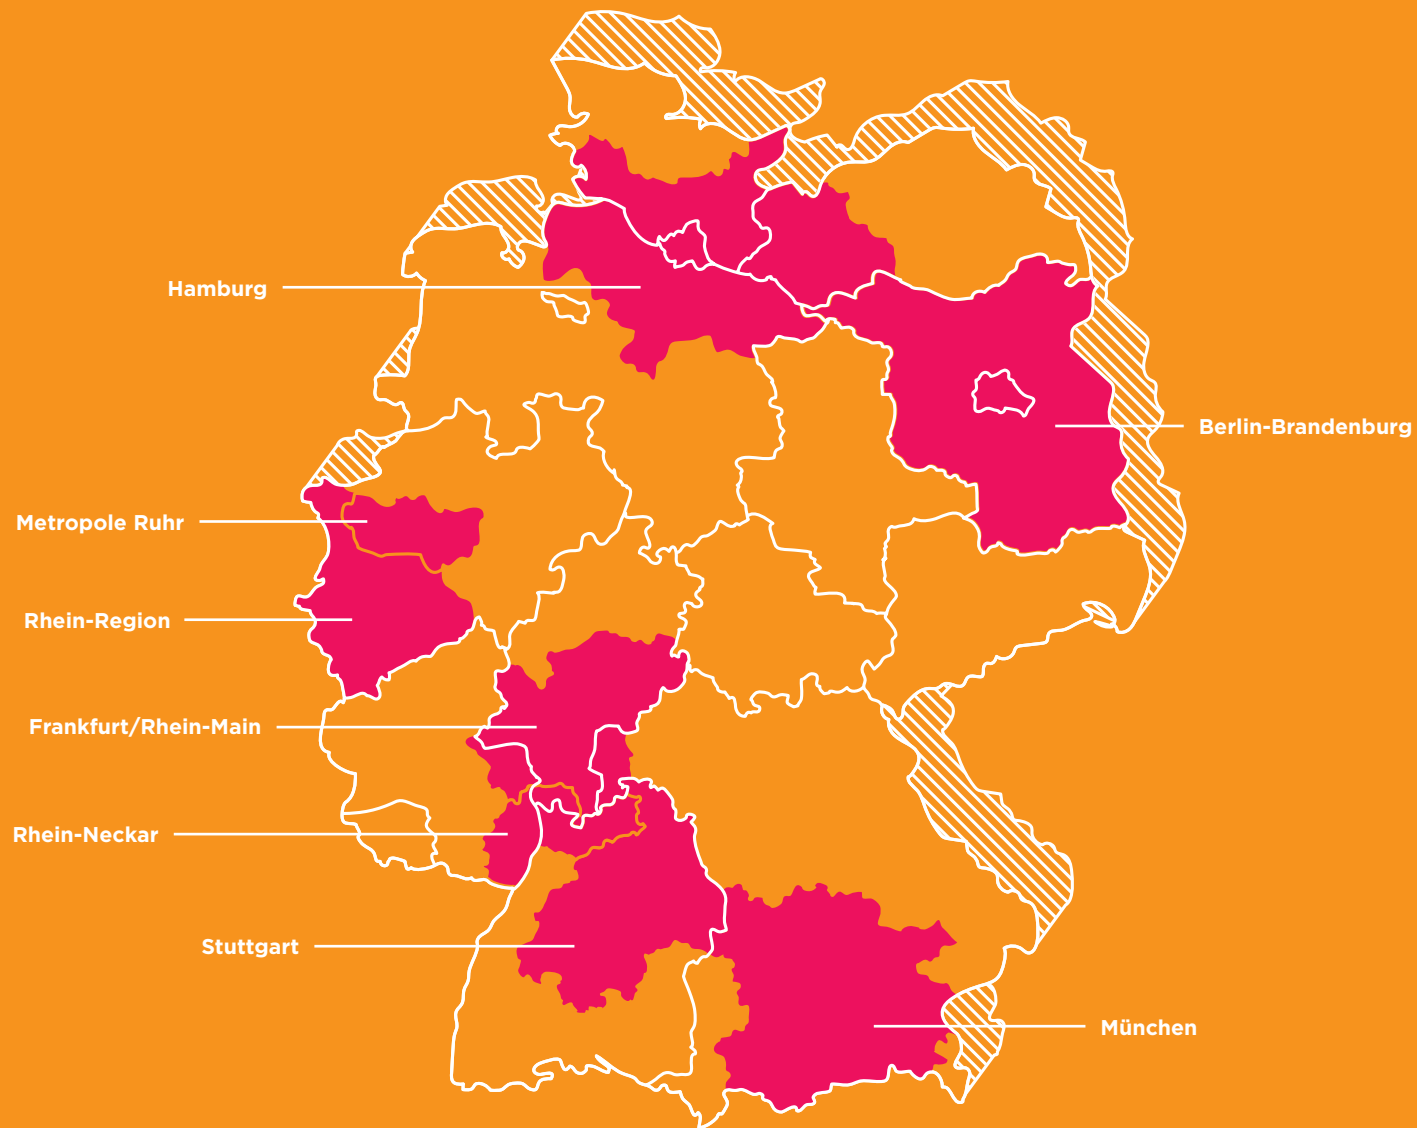 Hamburg
Berlin-Brandenburg
Metropole Ruhr
Rhein-Region
Frankfurt/Rhein-Main
Rhein-Neckar
Stuttgart
München